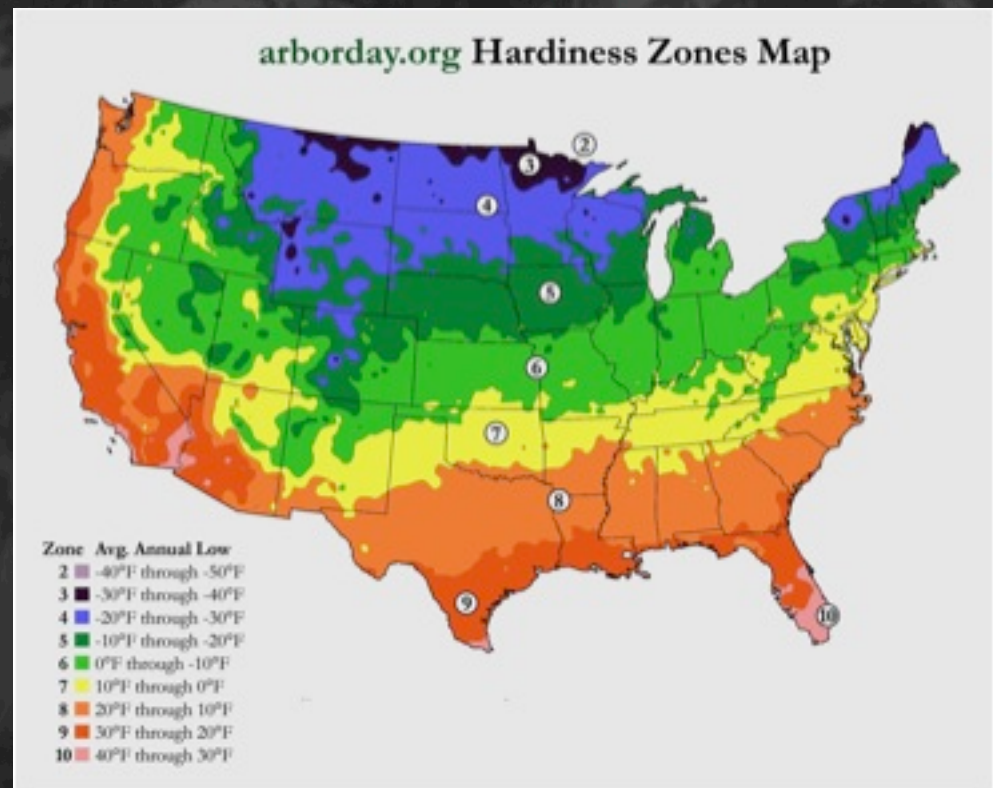 arborday.org Hardiness Zones Map
2
3
4
5
6
7
8
9
10
Zone Avg. Annual Low
2 -40°F through -50°F
3 -30°F through -40°F
4 -20°F through -30°F
5 -10°F through -20°F
6 0°F through -10°F
7 10°F through 0°F
8 20°F through 10°F
9 30°F through 20°F
10 40°F through 30°F